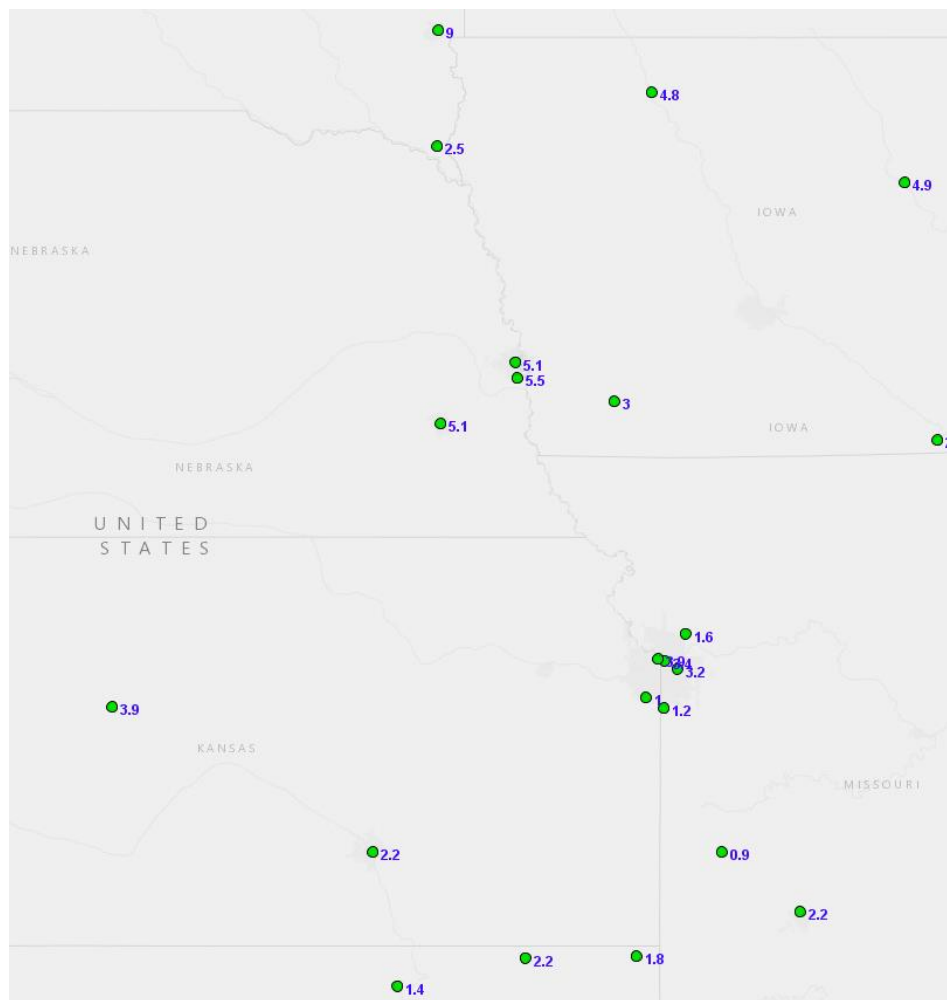 9
4.8
2.5
4.9
IOWA
NEBRASKA
5.1
5.5
3
5.1
IOWA
NEBRASKA
UNITED
STATES
1.6
3.2
1
1.2
3.9
KANSAS
MISSOURI
2.2
0.9
2.2
2.2
1.8
1.4